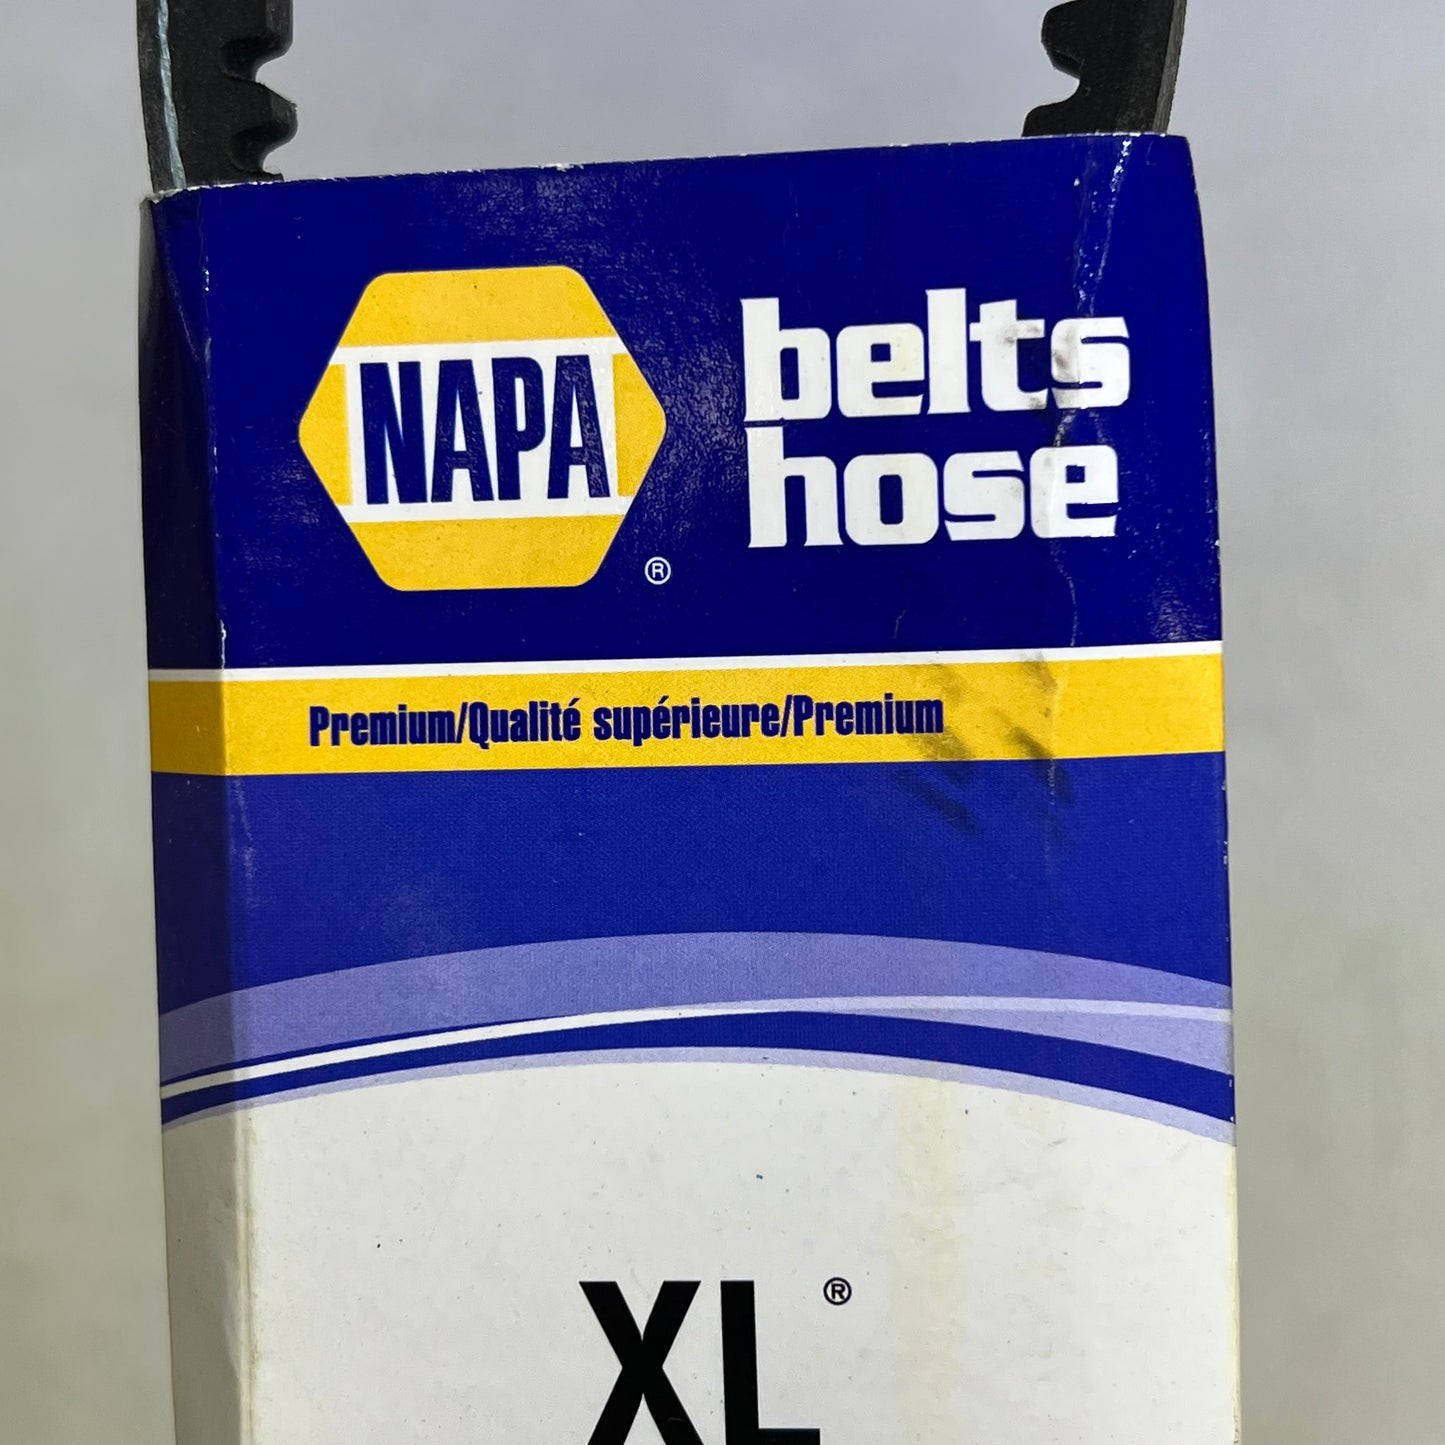 NAPA
®
belts
hose
Premium/Qualité supérieure/Premium
XL®